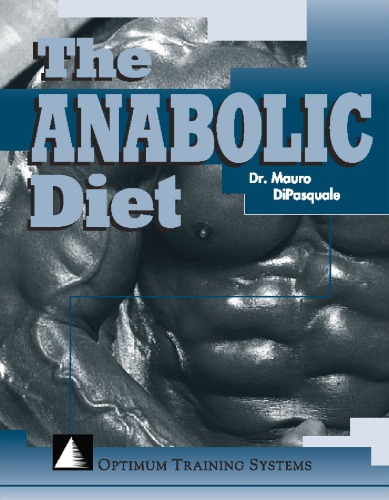 The
ANABOLIC
Diet
Dr. Mauro
DiPasquale
OPTIMUM TRAINING SYSTEMS